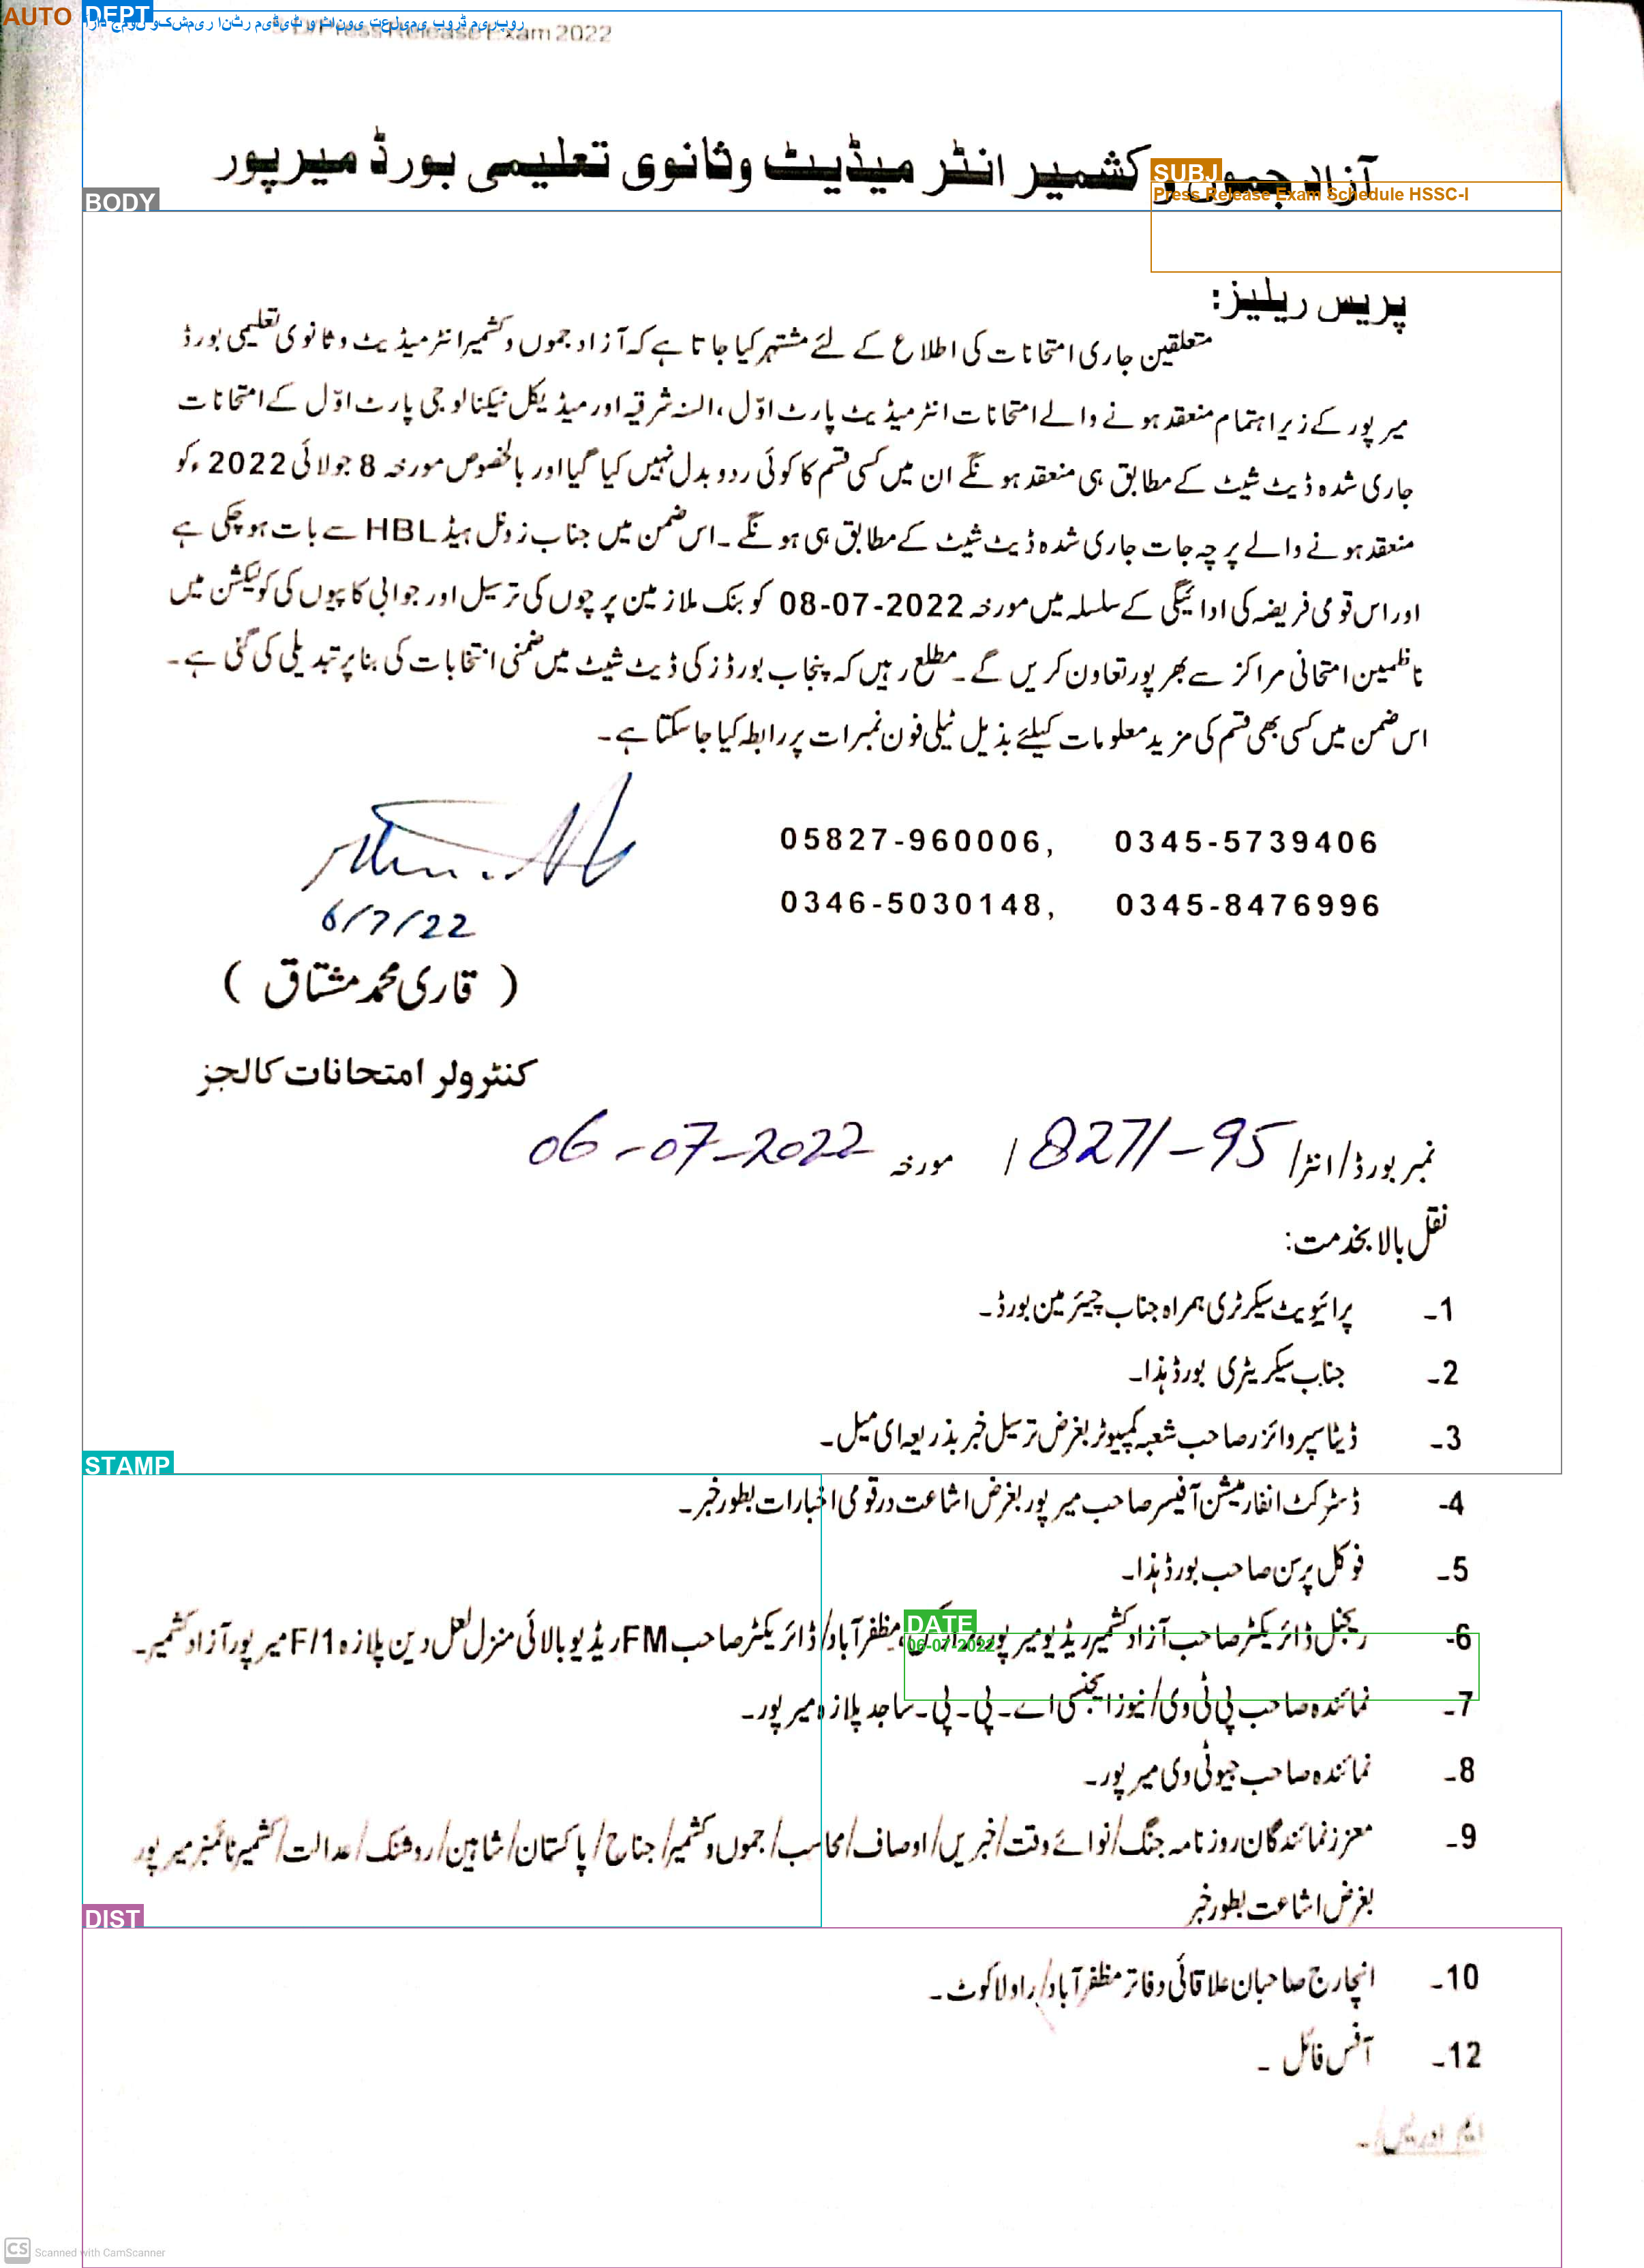 AUTO
DEPT
Press Release Exam 2022
آزاد جموں و کشمیر انٹر میڈیٹ وثانوی تعلیمی بورڈ میرپور
SUBJ
Press Release Exam Schedule HSSC-I
BODY
پریس ریلیز:
متعلقین جاری امتحانات کی اطلاع کے لئے مشتہر کیا جاتا ہے کہ آزاد جموں و کشمیر انٹرمیڈیٹ وثانوی تعلیمی بورڈ
میرپور کے زیر اہتمام منعقد ہونے والے امتحانات انٹرمیڈیٹ پارٹ اوّل، السنہ شرقیہ اور میڈیکل ٹیکنالوجی پارٹ اوّل کے امتحانات
جاری شدہ ڈیٹ شیٹ کے مطابق ہی منعقد ہونگے ان میں کسی قسم کا کوئی ردوبدل نہیں کیا گیا اور بالخصوص مورخہ 8 جولائی 2022ء کو
منعقد ہونے والے پرچہ جات جاری شدہ ڈیٹ شیٹ کے مطابق ہی ہونگے ۔ اس ضمن میں جناب زونل ہیڈ HBL سے بات ہوچکی ہے
اور اس قومی فریضہ کی ادائیگی کے سلسلہ میں مورخہ 08-07-2022 کو بنک ملازمین پرچوں کی ترسیل اور جوابی کاپیوں کی کولیکشن میں
ناظمین امتحانی مراکز سے بھرپور تعاون کریں گے ۔ مطلع رہیں کہ پنجاب بورڈز کی ڈیٹ شیٹ میں ضمنی انتخابات کی بنا پر تبدیلی کی گئی ہے ۔
اس ضمن میں کسی بھی قسم کی مزید معلومات کیلئے بذیل ٹیلی فون نمبرات پر رابطہ کیا جاسکتا ہے ۔
05827-960006, 0345-5739406
0346-5030148, 0345-8476996
6/7/22
( قاری محمد مشتاق )
کنٹرولر امتحانات کالجز
نمبر بورڈ/انٹر/ 8271-95 / مورخہ 06-07-2022
نقل بالا بخدمت:
1۔ پرائیویٹ سیکرٹری ہمراہ جناب چیئرمین بورڈ ۔
2۔ جناب سیکریٹری بورڈ ہذا۔
3۔ ڈیٹا سپروائزر صاحب شعبہ کمپیوٹر بغرض ترسیل خبر بذریعہ ای میل ۔
STAMP
4۔ ڈسٹرکٹ انفارمیشن آفیسر صاحب میرپور بغرض اشاعت درقومی اخبارات بطور خبر ۔
5۔ فوکل پرسن صاحب بورڈ ہذا۔
DATE
06-07-2022
6۔ ریجنل ڈائریکٹر صاحب آزاد کشمیر ریڈیو میرپور، مظفرآباد/ڈائریکٹر صاحب FM ریڈیو بالائی منزل لعل دین پلازہ F/1 میرپور آزاد کشمیر۔
7۔ نمائندہ صاحب پی ٹی وی/نیوز ایجنسی اے ۔ پی ۔ پی ۔ ساجد پلازہ میرپور۔
8۔ نمائندہ صاحب جیو ٹی وی میرپور۔
9۔ معزز نمائندگان روزنامہ جنگ/نوائے وقت/خبریں/اوصاف/محاسب/جموں و کشمیر/جناح/پاکستان/شاہین/عدالت/کشمیر ٹائمز میرپور
بغرض اشاعت بطور خبر
DIST
10۔ انچارج صاحبان علاقائی دفاتر مظفرآباد/راولاکوٹ ۔
12۔ آفس فائل ۔
CS Scanned with CamScanner